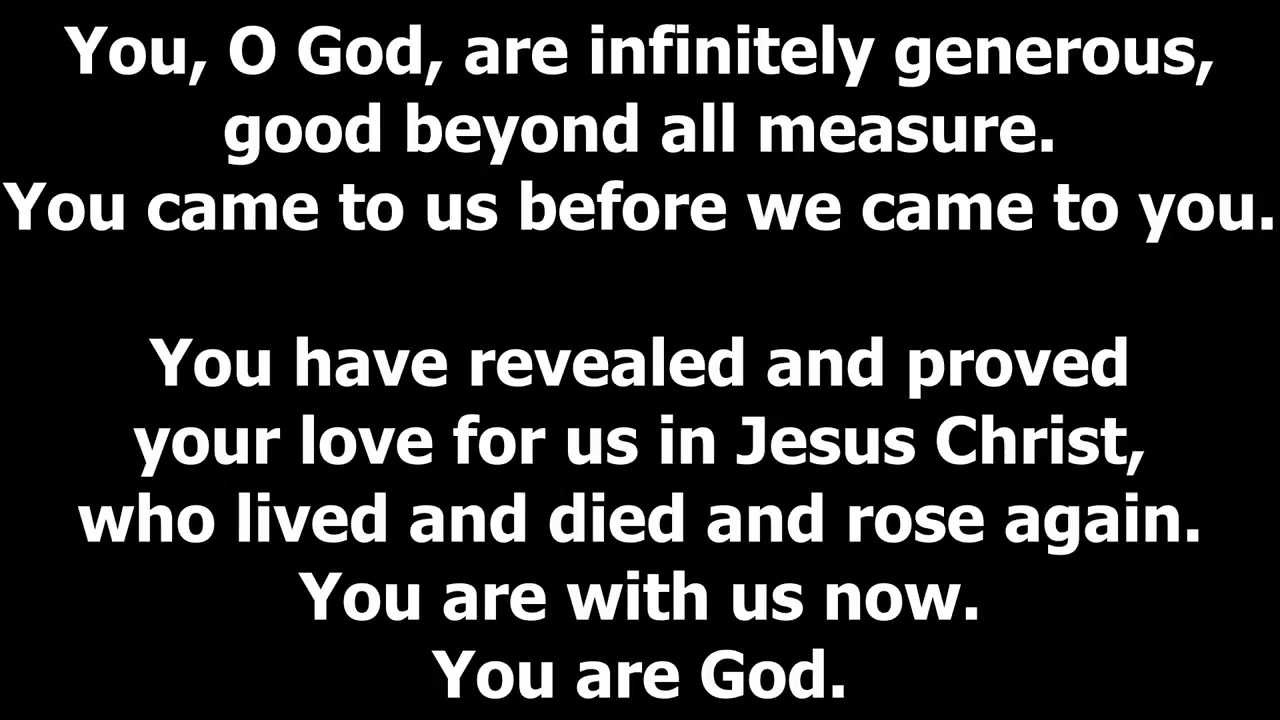 You, O God, are infinitely generous,
good beyond all measure.
You came to us before we came to you.
You have revealed and proved
your love for us in Jesus Christ,
who lived and died and rose again.
You are with us now.
You are God.